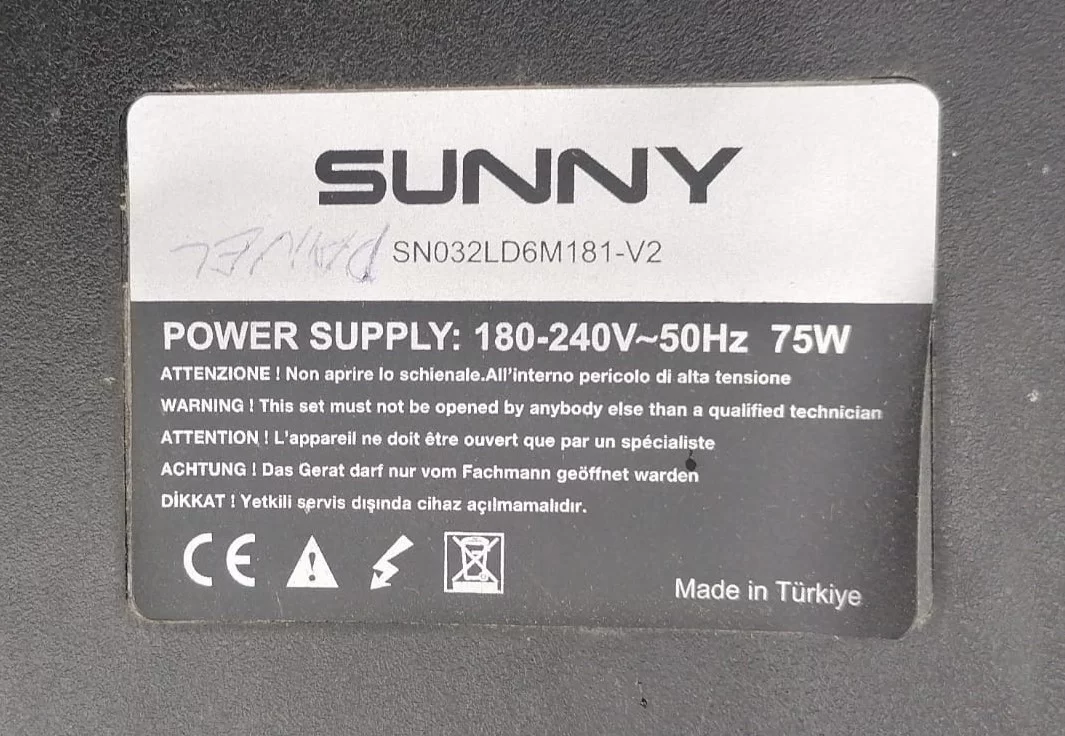 SUNNY
PANEL SN032LD6M181-V2
POWER SUPPLY: 180-240V~50Hz 75W
ATTENZIONE ! Non aprire lo schienale.All'interno pericolo di alta tensione
WARNING ! This set must not be opened by anybody else than a qualified technician
ATTENTION ! L'appareil ne doit être ouvert que par un spécialiste
ACHTUNG ! Das Gerat darf nur vom Fachmann geöffnet warden
DİKKAT ! Yetkili servis dışında cihaz açılmamalıdır.
CE
Made in Türkiye